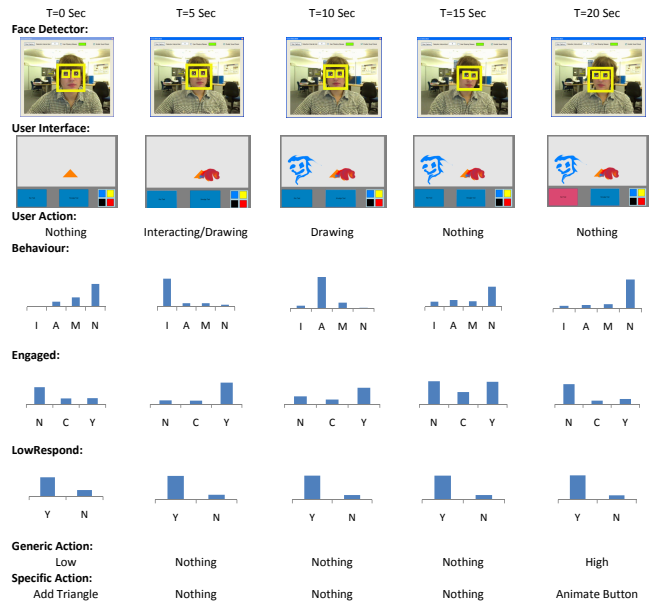 T=0 Sec T=5 Sec T=10 Sec T=15 Sec T=20 Sec
Face Detector:
User Interface:
User Action:
Nothing Interacting/Drawing Drawing Nothing Nothing
Behaviour:
I A M N I A M N I A M N I A M N I A M N
Engaged:
N C Y N C Y N C Y N C Y N C Y
LowRespond:
Y N Y N Y N Y N Y N
Generic Action:
Low Nothing Nothing Nothing High
Specific Action:
Add Triangle Nothing Nothing Nothing Animate Button